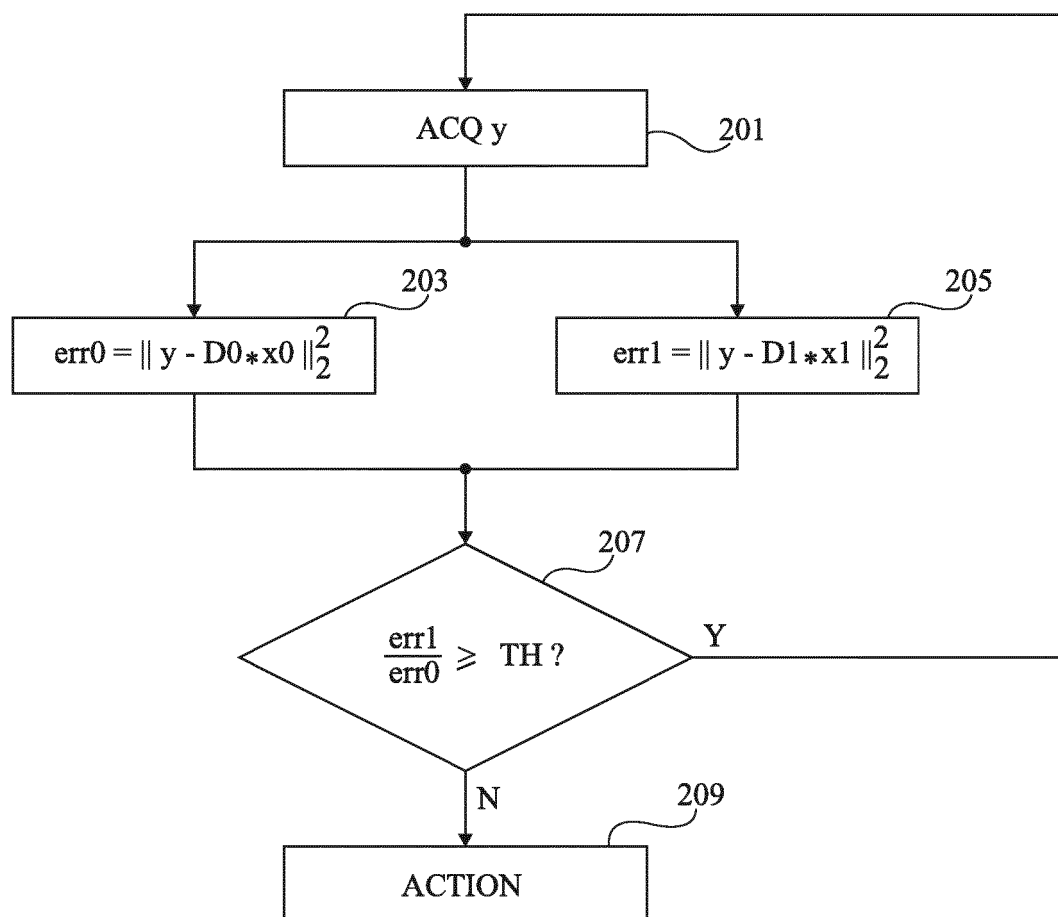 ACQ y
201
203
205
err0 = || y - D0*x0 ||₂²
err1 = || y - D1*x1 ||₂²
207
err1/err0 ⩾ TH ?
Y
N
209
ACTION